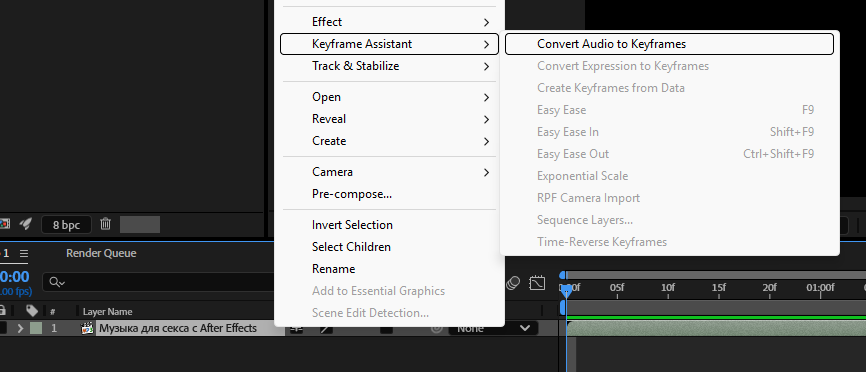 Effect
Keyframe Assistant
Track & Stabilize
Open
Reveal
Create
Camera
Pre-compose...
Invert Selection
Select Children
Rename
Add to Essential Graphics
Scene Edit Detection...
Convert Audio to Keyframes
Convert Expression to Keyframes
Create Keyframes from Data
Easy Ease F9
Easy Ease In Shift+F9
Easy Ease Out Ctrl+Shift+F9
Exponential Scale
RPF Camera Import
Sequence Layers...
Time-Reverse Keyframes
8 bpc
1 Render Queue
0:00
.00 fps)
05f 10f 15f 20f 01:00f
# Layer Name
1 Музыка для секса с After Effects None